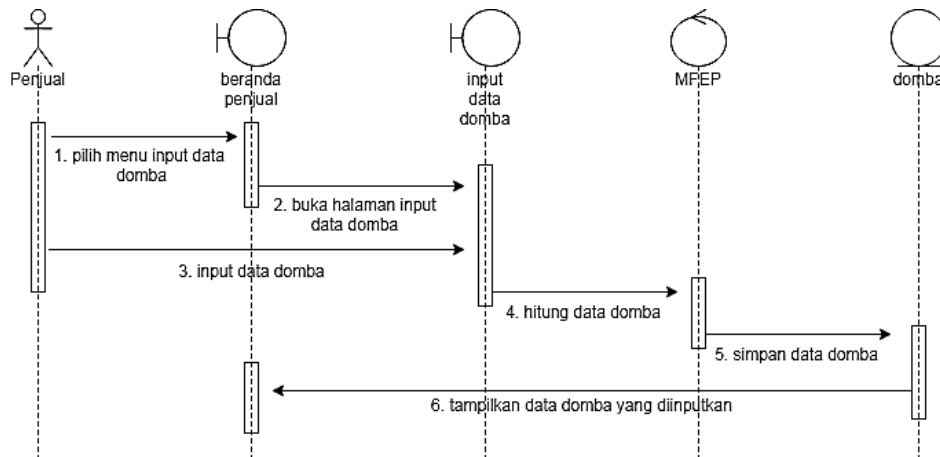 Penjual
beranda
penjual
input
data
domba
MFEP
domba
1. pilih menu input data
domba
2. buka halaman input
data domba
3. input data domba
4. hitung data domba
5. simpan data domba
6. tampilkan data domba yang diinputkan